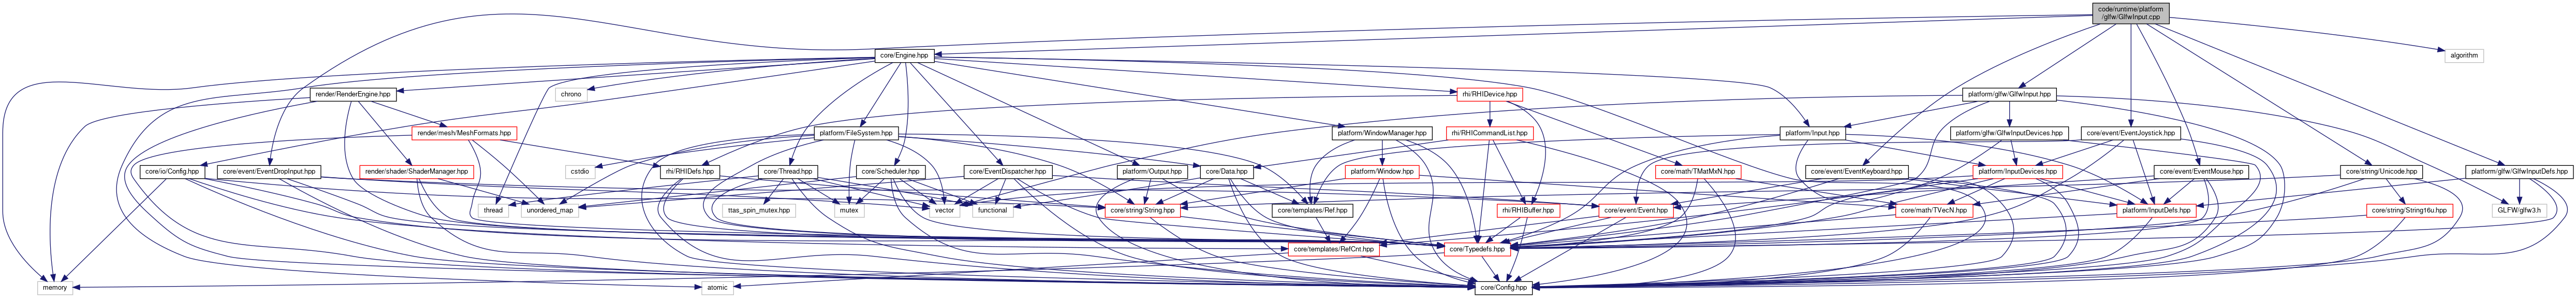 code/runtime/platform
/glfw/GlfwInput.cpp
core/Engine.hpp
algorithm
render/RenderEngine.hpp
chrono
rhi/RHIDevice.hpp
platform/glfw/GlfwInput.hpp
render/mesh/MeshFormats.hpp
platform/FileSystem.hpp
platform/WindowManager.hpp
rhi/RHICommandList.hpp
platform/Input.hpp
platform/glfw/GlfwInputDevices.hpp
core/event/EventJoystick.hpp
core/io/Config.hpp
core/event/EventDropInput.hpp
render/shader/ShaderManager.hpp
cstdio
rhi/RHIDefs.hpp
core/Thread.hpp
core/Scheduler.hpp
core/EventDispatcher.hpp
platform/Output.hpp
core/Data.hpp
platform/Window.hpp
core/math/TMatMxN.hpp
core/event/EventKeyboard.hpp
platform/InputDevices.hpp
core/event/EventMouse.hpp
core/string/Unicode.hpp
platform/glfw/GlfwInputDefs.hpp
thread
unordered_map
ttas_spin_mutex.hpp
mutex
vector
functional
core/string/String.hpp
core/templates/Ref.hpp
rhi/RHIBuffer.hpp
core/event/Event.hpp
core/math/TVecN.hpp
platform/InputDefs.hpp
core/string/String16u.hpp
GLFW/glfw3.h
core/templates/RefCnt.hpp
core/Typedefs.hpp
memory
atomic
core/Config.hpp